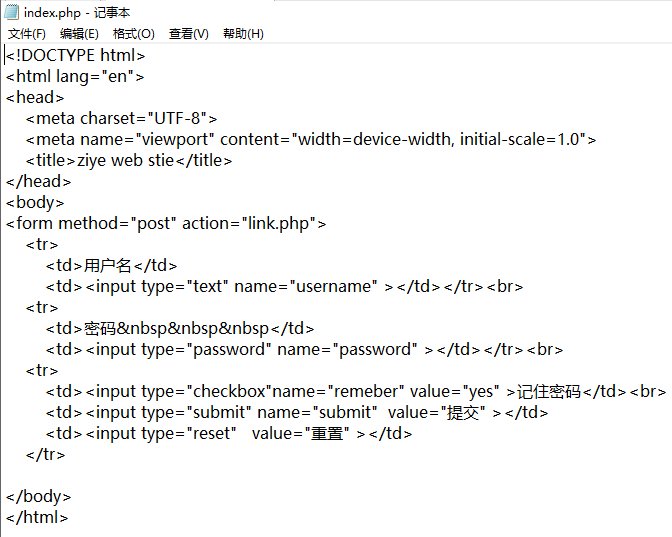 index.php - 记事本
文件(F) 编辑(E) 格式(O) 查看(V) 帮助(H)
<!DOCTYPE html>
<html lang="en">
<head>
    <meta charset="UTF-8">
    <meta name="viewport" content="width=device-width, initial-scale=1.0">
    <title>ziye web stie</title>
</head>
<body>
<form method="post" action="link.php">
    <tr>
        <td>用户名</td>
        <td><input type="text" name="username" ></td></tr><br>
    <tr>
        <td>密码&nbsp&nbsp&nbsp</td>
        <td><input type="password" name="password" ></td></tr><br>
    <tr>
        <td><input type="checkbox"name="remeber" value="yes" >记住密码</td><br>
        <td><input type="submit" name="submit"  value="提交" ></td>
        <td><input type="reset"   value="重置" ></td>
    </tr>

</body>
</html>